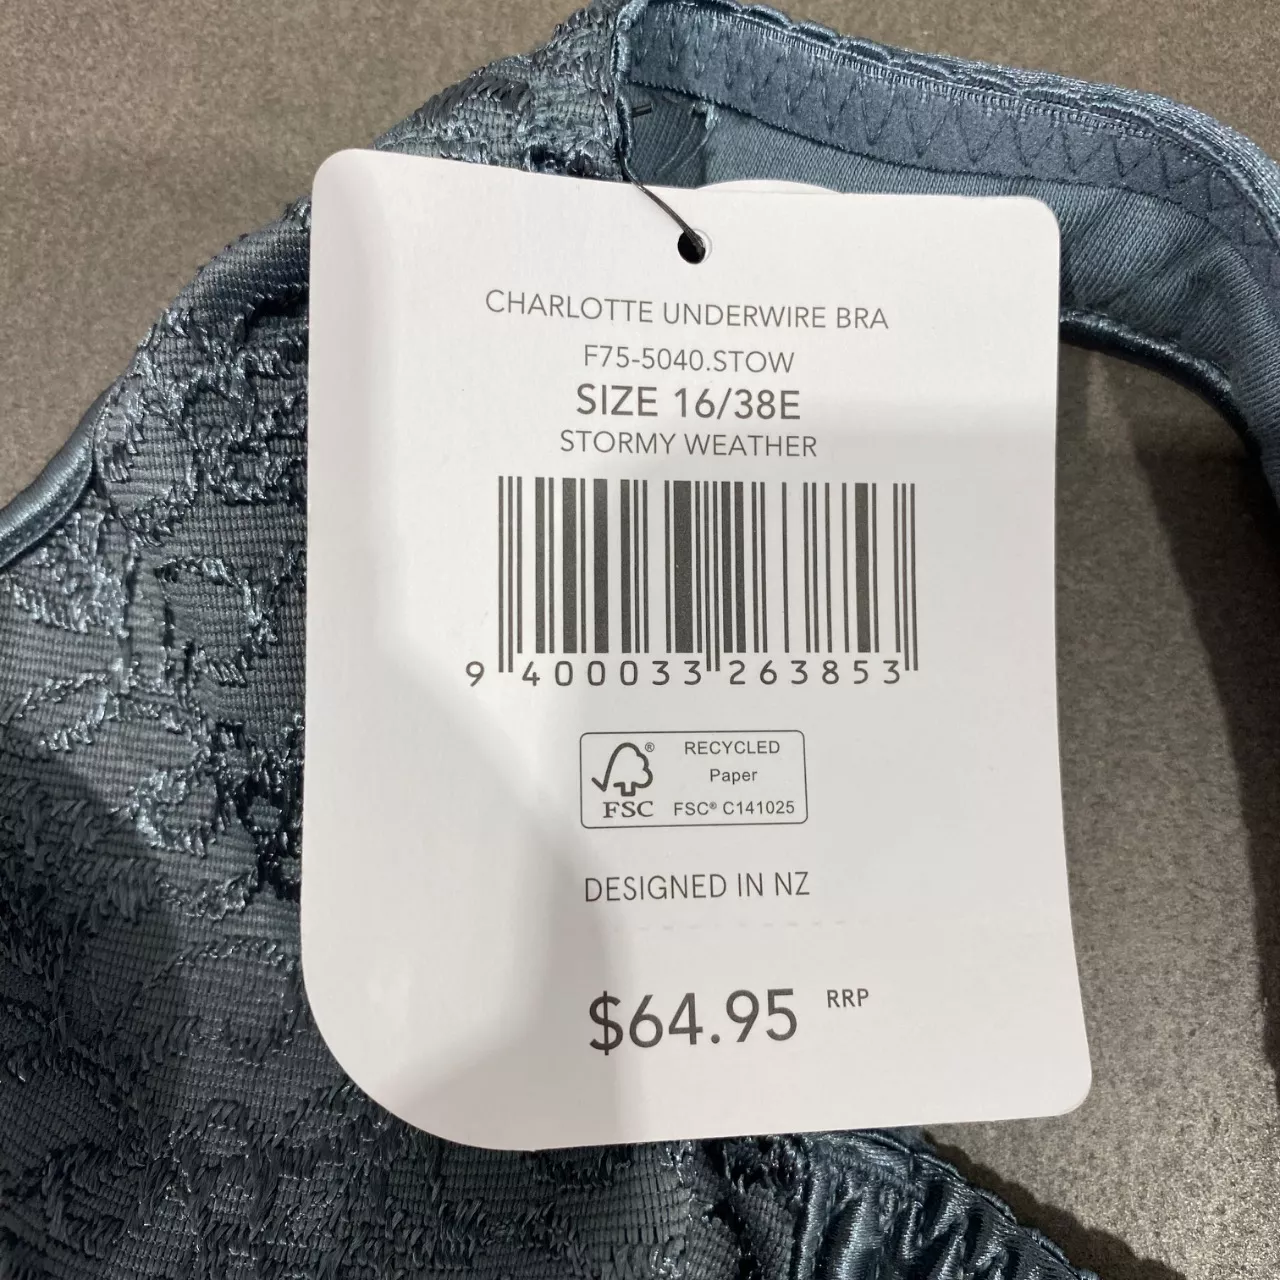 CHARLOTTE UNDERWIRE BRA
F75-5040.STOW
SIZE 16/38E
STORMY WEATHER
9 400033 263853
® RECYCLED
Paper
FSC FSC® C141025
DESIGNED IN NZ
$64.95 RRP